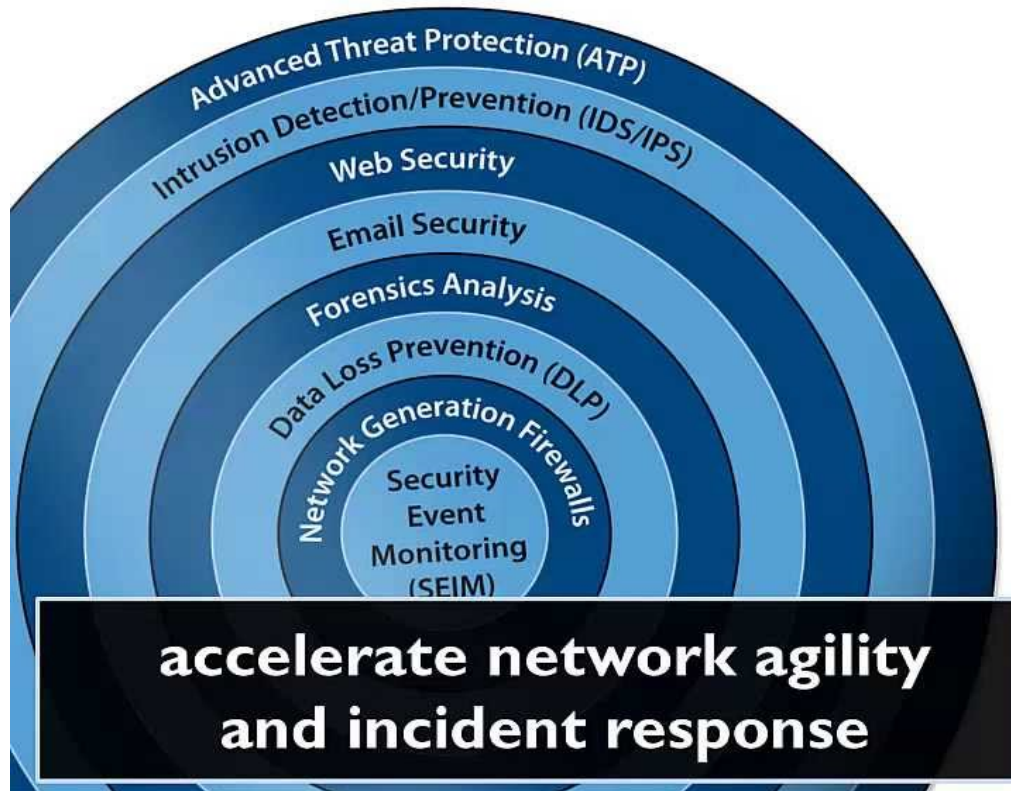 Advanced Threat Protection (ATP)
Intrusion Detection/Prevention (IDS/IPS)
Web Security
Email Security
Forensics Analysis
Data Loss Prevention (DLP)
Network Generation Firewalls
Security
Event
Monitoring
(SEIM)
accelerate network agility
and incident response